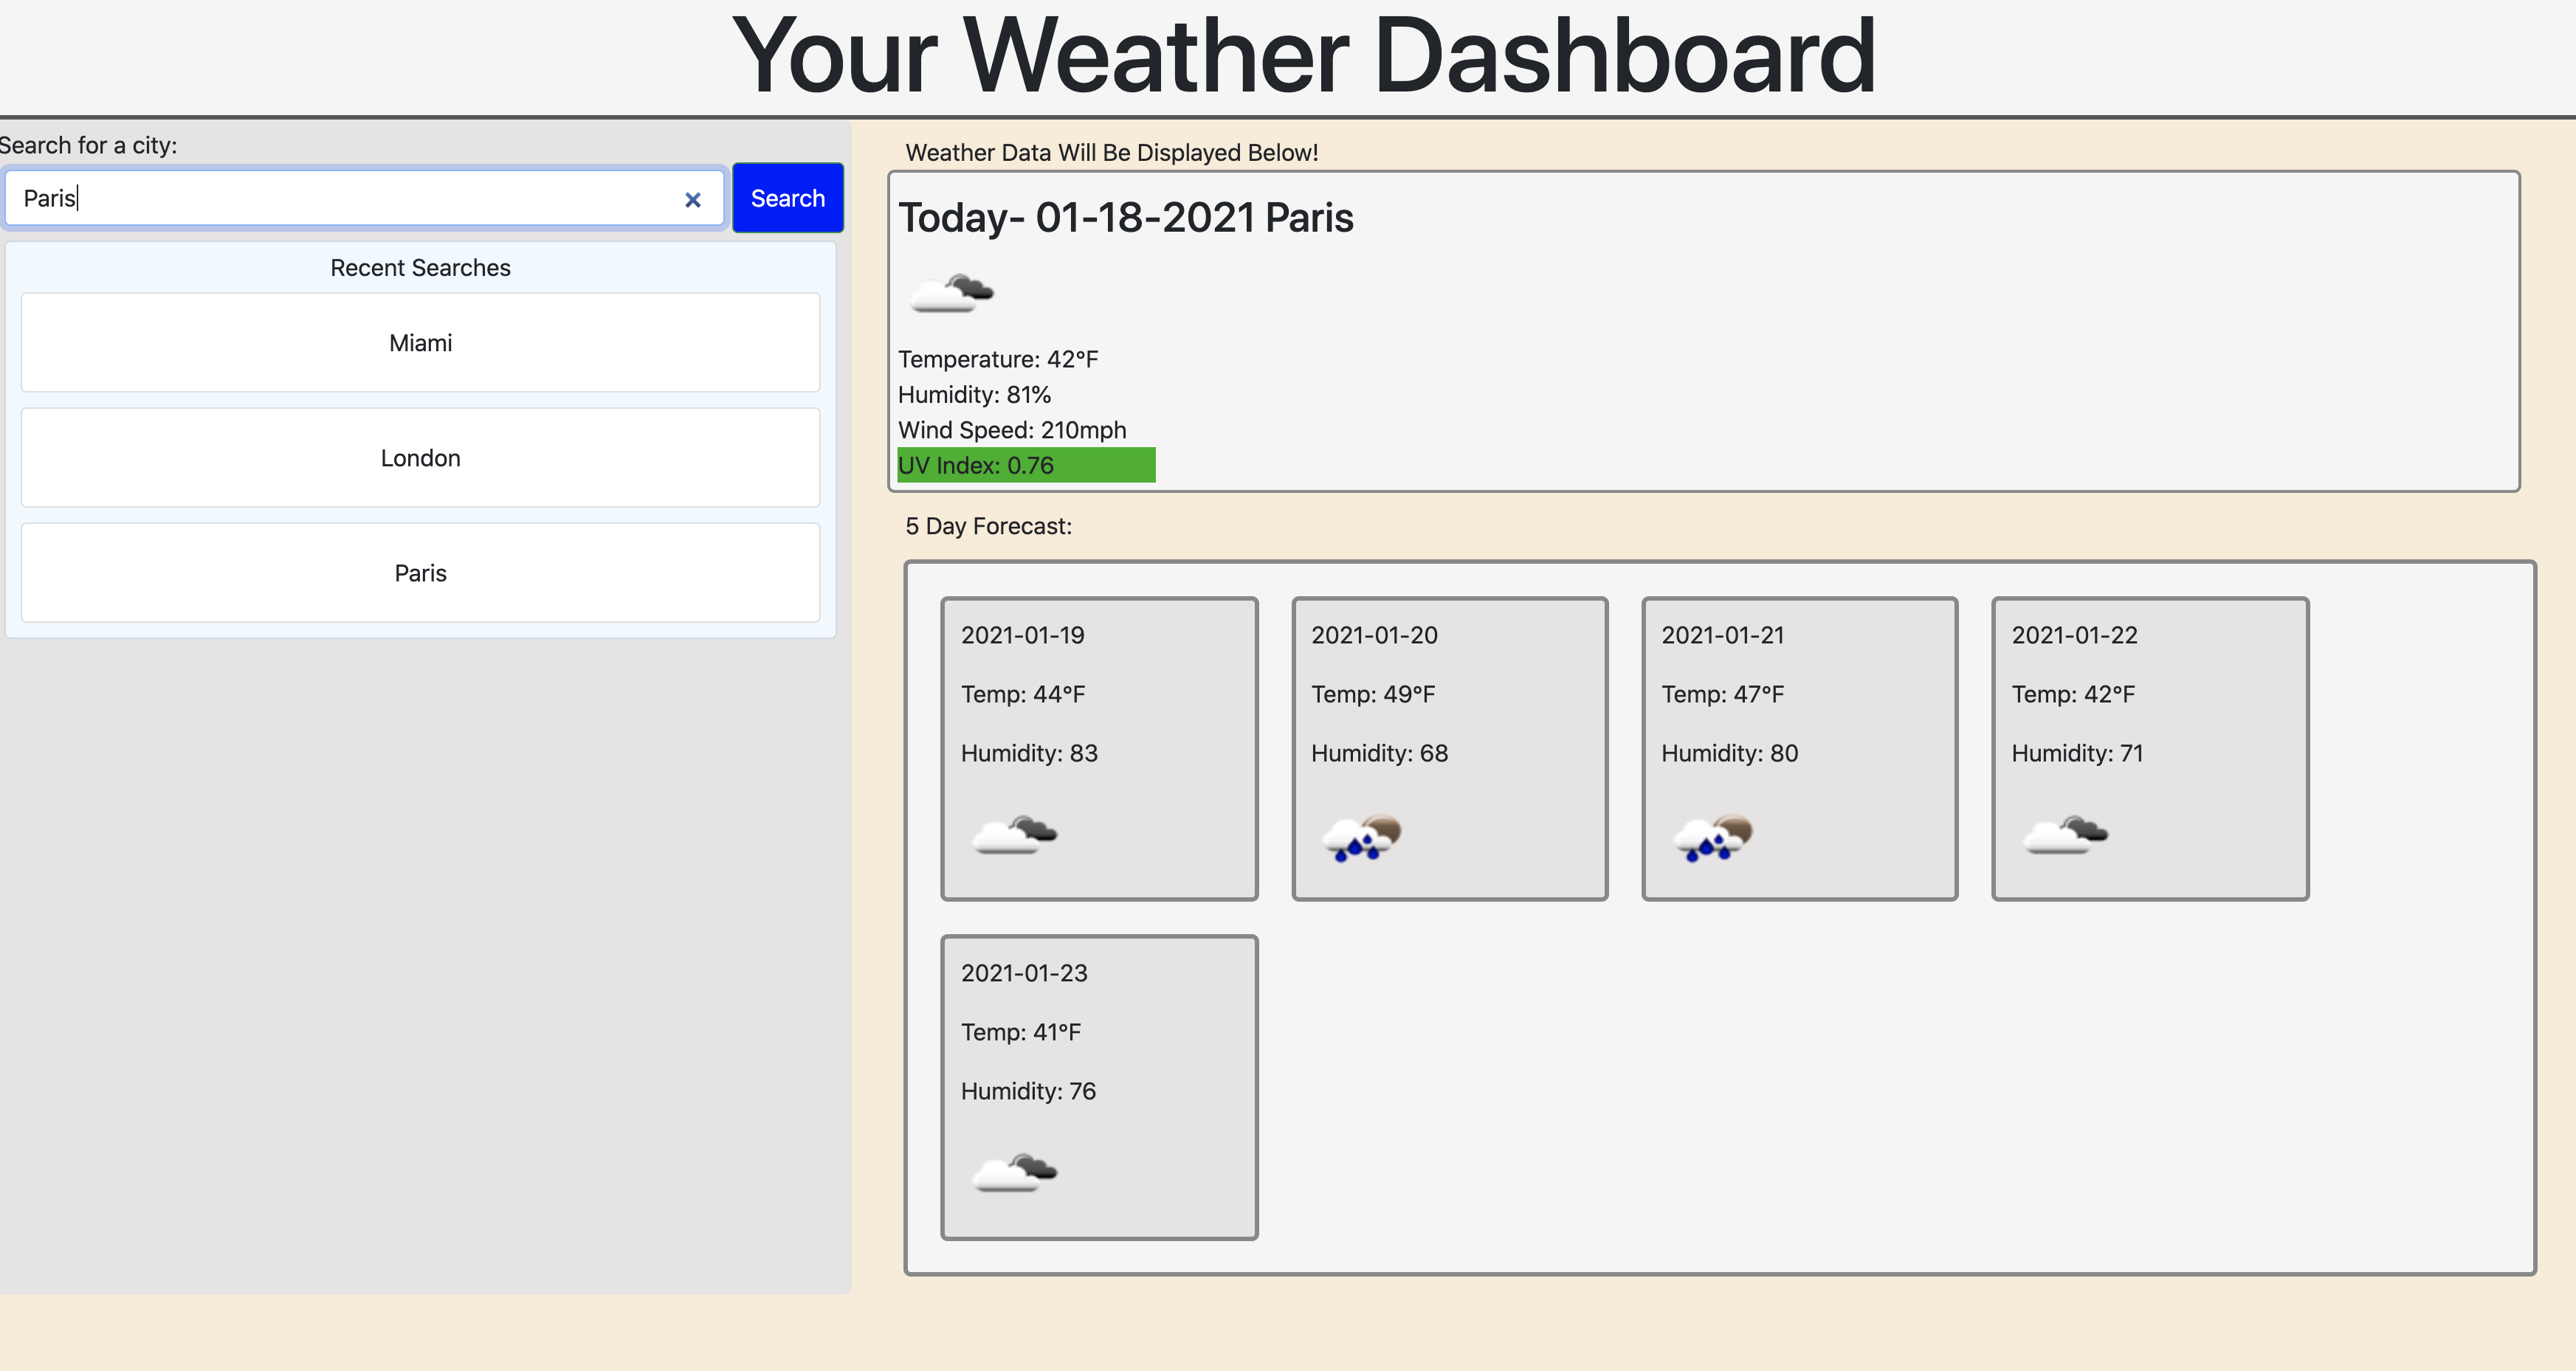 Your Weather Dashboard
Search for a city:
Paris
Search
Recent Searches
Miami
London
Paris
Weather Data Will Be Displayed Below!
Today- 01-18-2021 Paris
Temperature: 42°F
Humidity: 81%
Wind Speed: 210mph
UV Index: 0.76
5 Day Forecast:
2021-01-19
Temp: 44°F
Humidity: 83
2021-01-20
Temp: 49°F
Humidity: 68
2021-01-21
Temp: 47°F
Humidity: 80
2021-01-22
Temp: 42°F
Humidity: 71
2021-01-23
Temp: 41°F
Humidity: 76